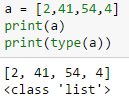 a = [2,41,54,4]
print(a)
print(type(a))
[2, 41, 54, 4]
<class 'list'>